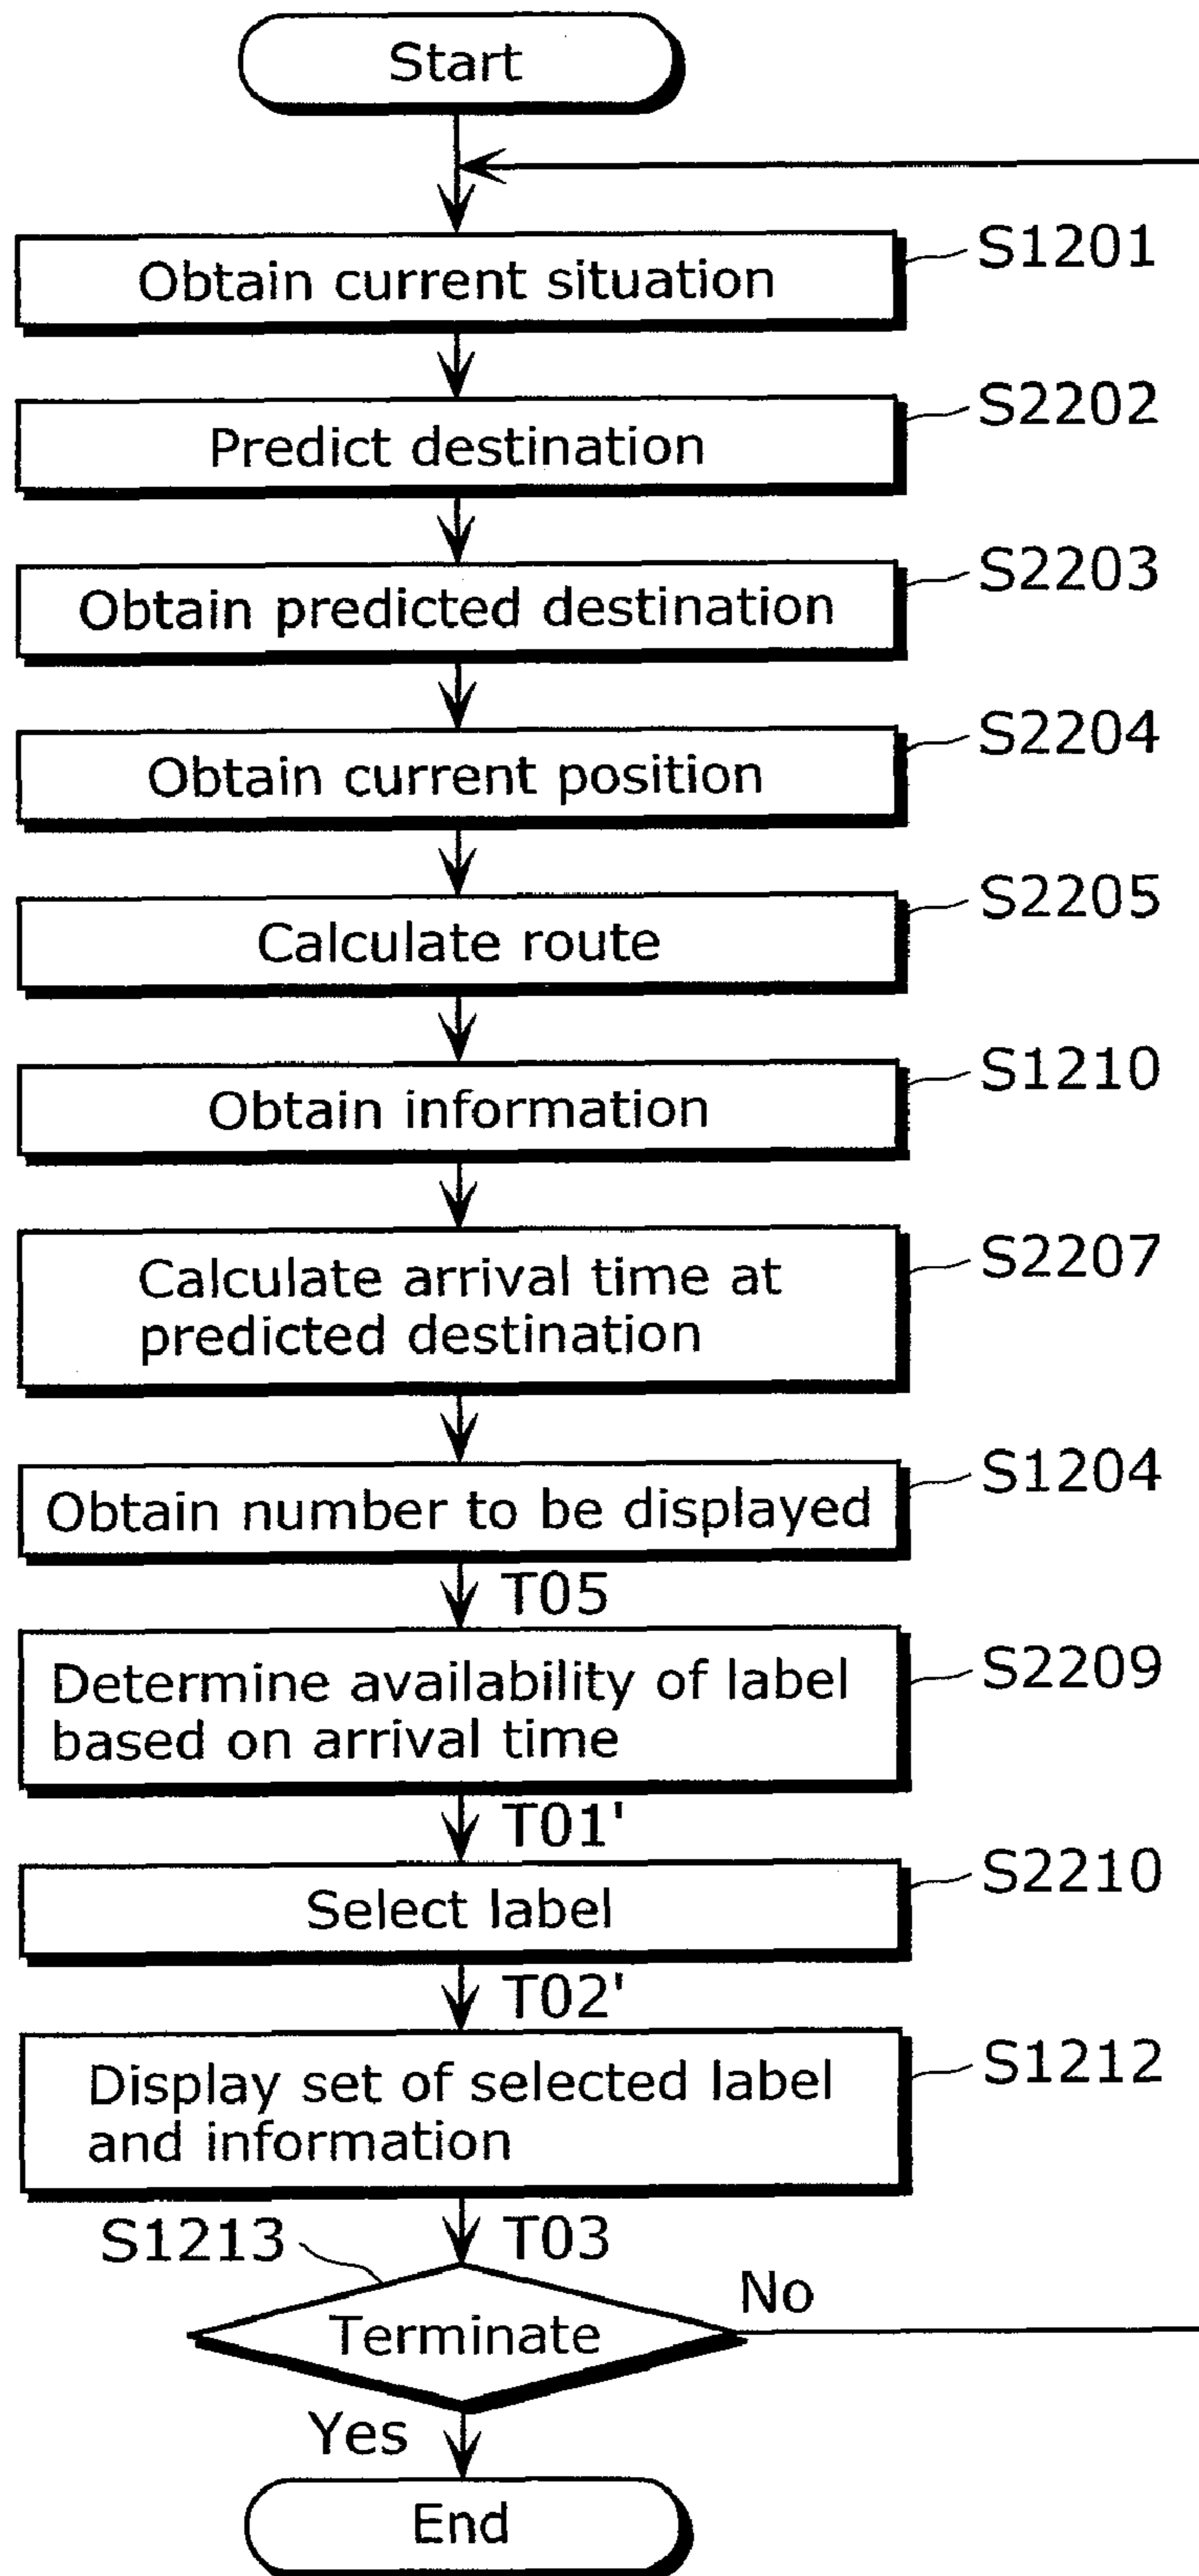 Start
Obtain current situation
S1201
Predict destination
S2202
Obtain predicted destination
S2203
Obtain current position
S2204
Calculate route
S2205
Obtain information
S1210
Calculate arrival time at
predicted destination
S2207
Obtain number to be displayed
S1204
T05
Determine availability of label
based on arrival time
S2209
T01'
Select label
S2210
T02'
Display set of selected label
and information
S1212
S1213
T03
Terminate
No
Yes
End